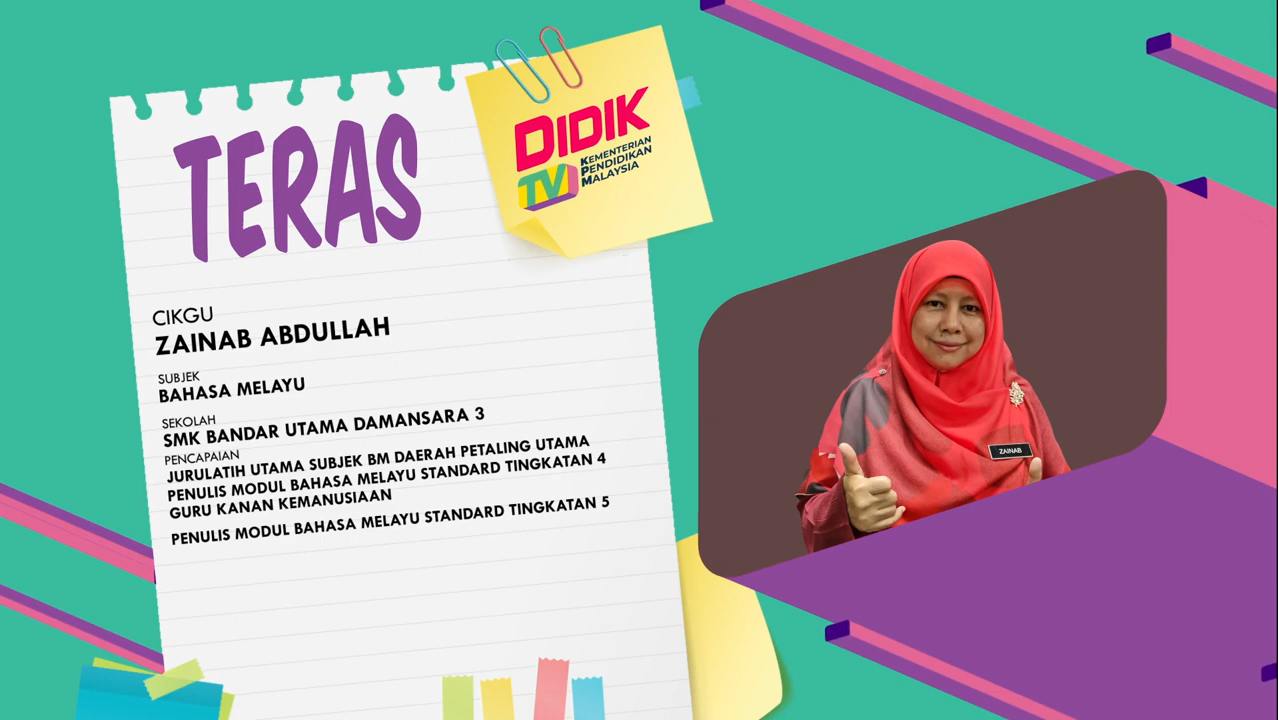 TERAS
DIDIK
TV
KEMENTERIAN
PENDIDIKAN
MALAYSIA
CIKGU
ZAINAB ABDULLAH
SUBJEK
BAHASA MELAYU
SEKOLAH
SMK BANDAR UTAMA DAMANSARA 3
PENCAPAIAN
JURULATIH UTAMA SUBJEK BM DAERAH PETALING UTAMA
PENULIS MODUL BAHASA MELAYU STANDARD TINGKATAN 4
GURU KANAN KEMANUSIAAN
PENULIS MODUL BAHASA MELAYU STANDARD TINGKATAN 5
ZAINAB